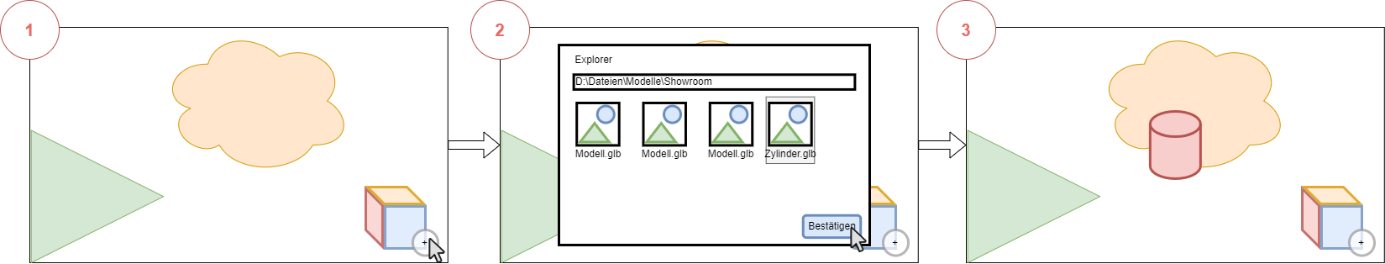 1
2
3
Explorer
D:\Dateien\Modelle\Showroom
Modell.glb Modell.glb Modell.glb Zylinder.glb
Bestätigen
+
+
+